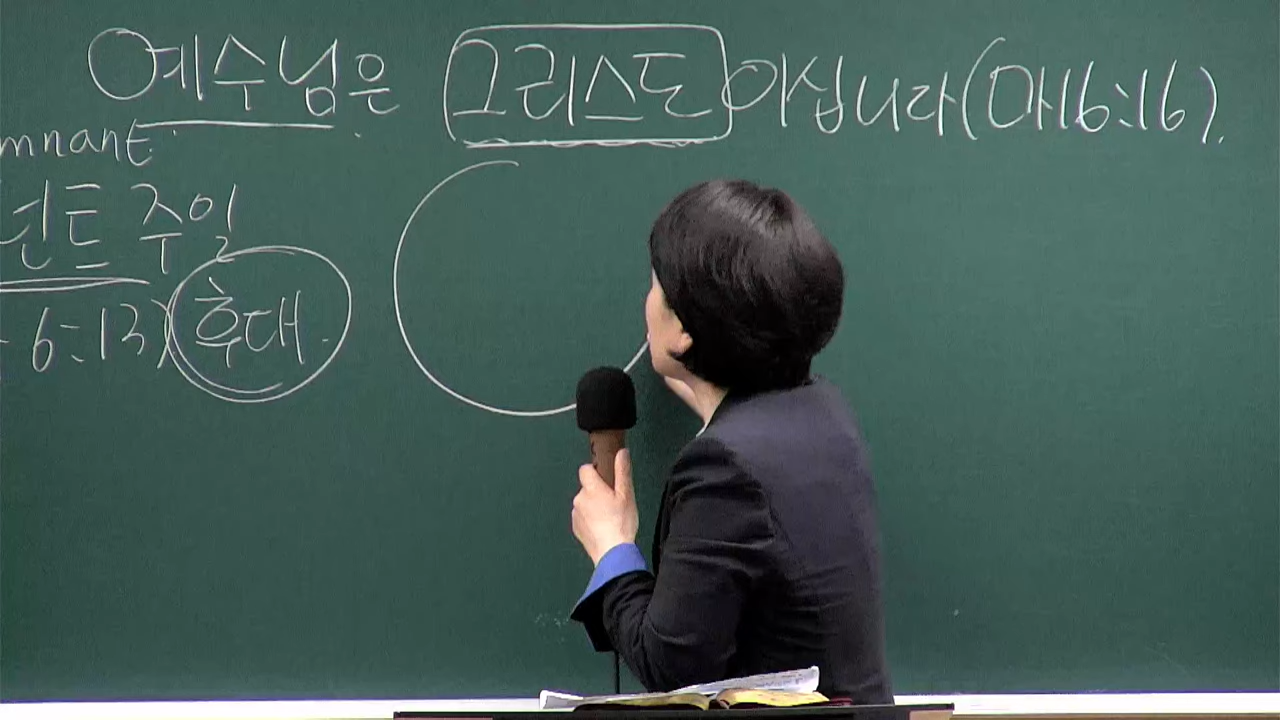 예수님은 그리스도이십니다(마16:16).
mnant.
넌트 주일
6:13) 후대.